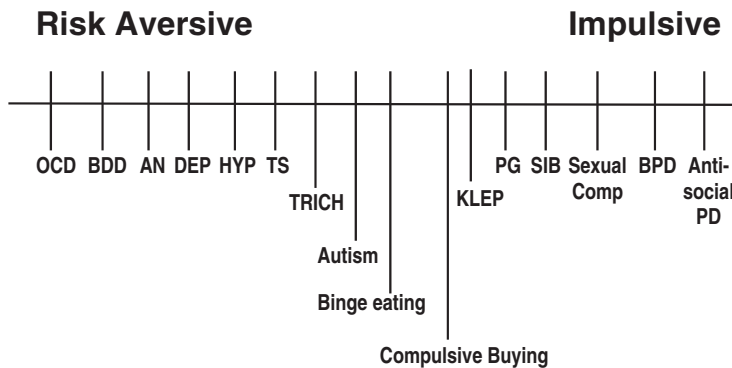 Risk Aversive Impulsive
OCD BDD AN DEP HYP TS PG SIB Sexual BPD Anti-
TRICH KLEP Comp social
PD
Autism
Binge eating
Compulsive Buying